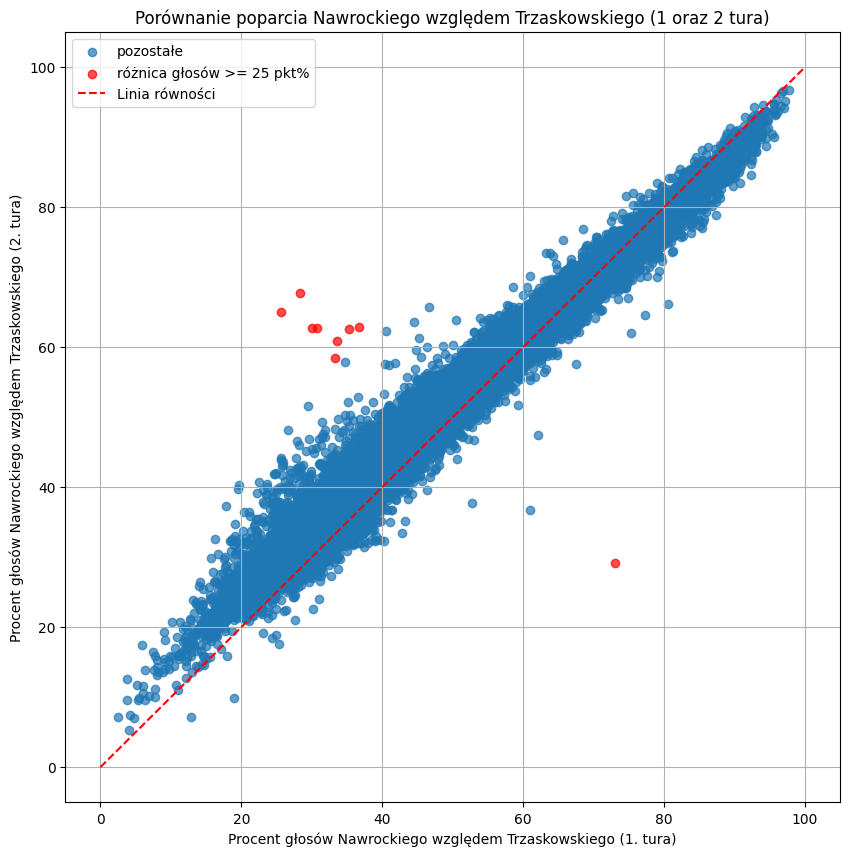 Porównanie poparcia Nawrockiego względem Trzaskowskiego (1 oraz 2 tura)
pozostałe
różnica głosów >= 25 pkt%
Linia równości
Procent głosów Nawrockiego względem Trzaskowskiego (2. tura)
100
80
60
40
20
0
0 20 40 60 80 100
Procent głosów Nawrockiego względem Trzaskowskiego (1. tura)